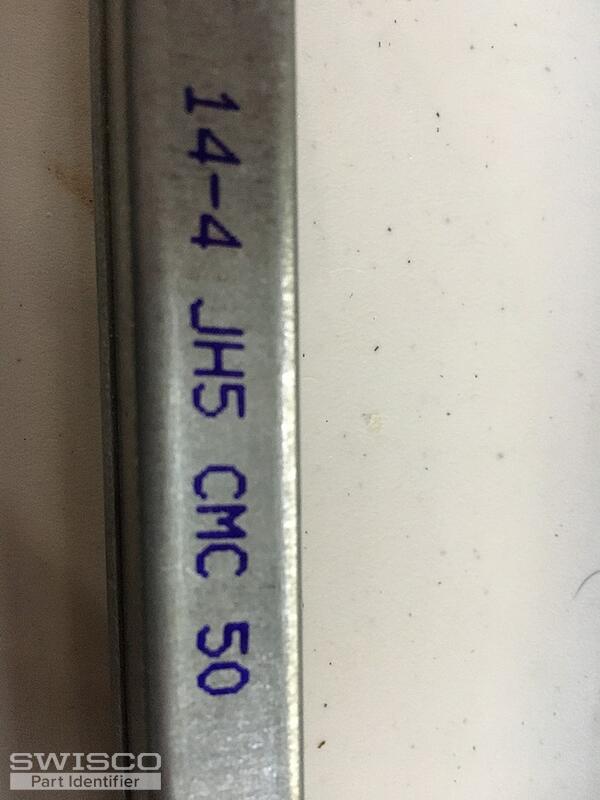 14-4 JH5 CMC 50
SWISCO
Part Identifier